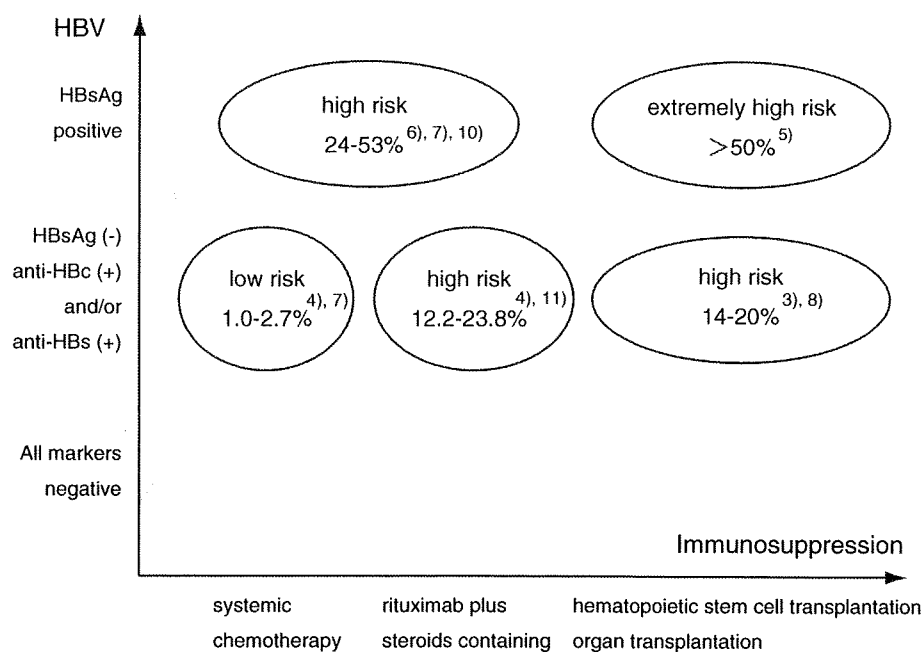 HBV
HBsAg
positive
high risk
24-53% 6), 7), 10)
extremely high risk
>50% 5)
HBsAg (-)
anti-HBc (+)
and/or
anti-HBs (+)
low risk
1.0-2.7% 4), 7)
high risk
12.2-23.8% 4), 11)
high risk
14-20% 3), 8)
All markers
negative
Immunosuppression
systemic
chemotherapy
rituximab plus
steroids containing
hematopoietic stem cell transplantation
organ transplantation